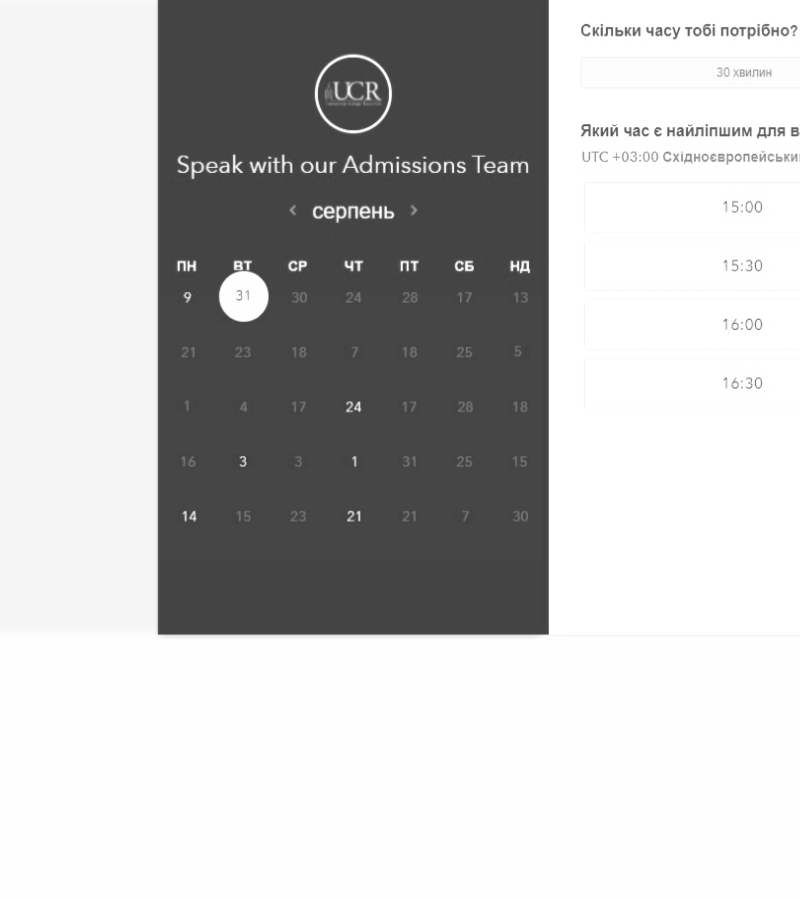 UCR
Speak with our Admissions Team
‹ серпень ›
ПН ВТ СР ЧТ ПТ СБ НД
9 31 30 24 28 17 13
21 23 18 7 18 25 5
1 4 17 24 17 28 18
16 3 3 1 31 25 15
14 15 23 21 21 7 30
Скільки часу тобі потрібно?
30 хвилин
Який час є найліпшим для в
UTC +03:00 Східноєвропейськи
15:00
15:30
16:00
16:30